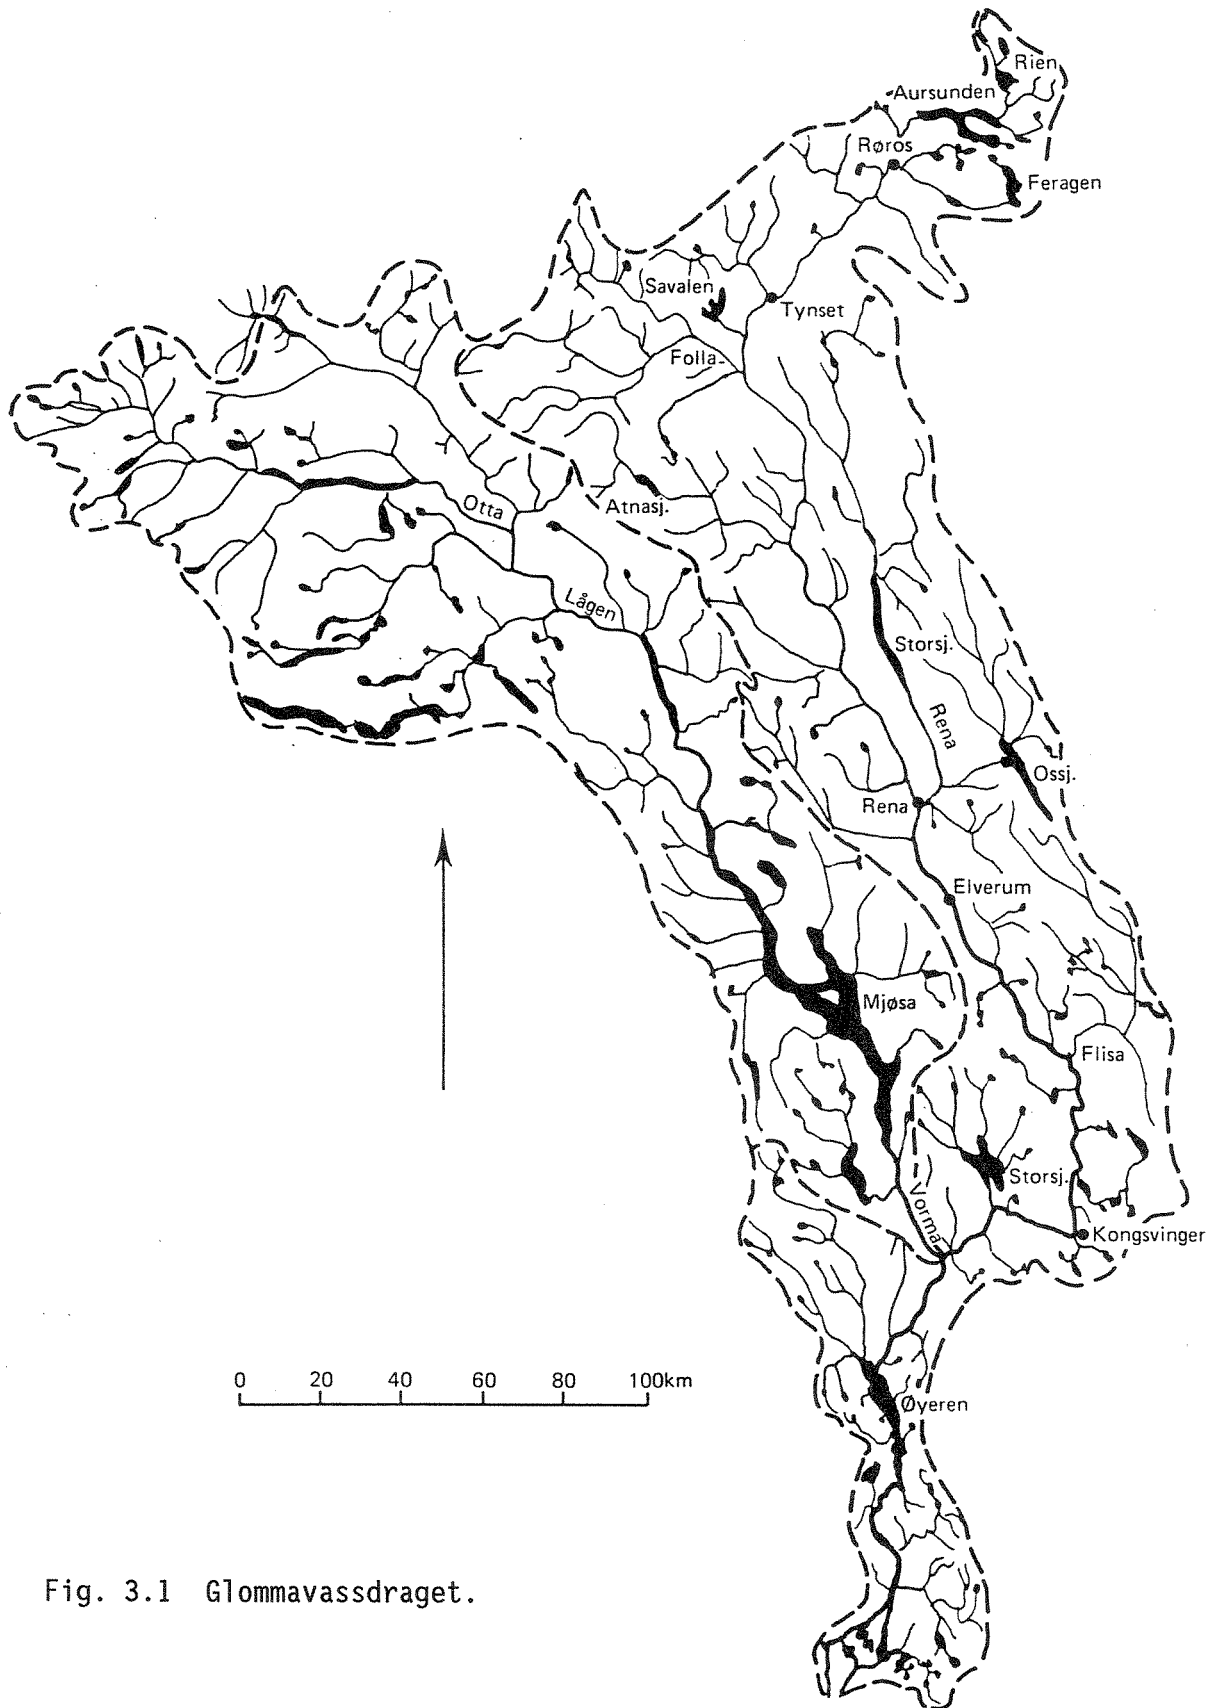 Rien
Aursunden
Røros
Feragen
Savalen
Tynset
Folla
Otta
Atnasj.
Lågen
Storsj.
Rena
Ossj.
Rena
Elverum
Mjøsa
Flisa
Storsj.
Vorma
Kongsvinger
0 20 40 60 80 100km
Øyeren
Fig. 3.1 Glommavassdraget.